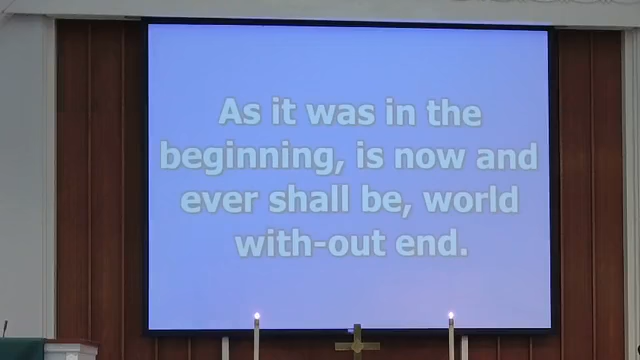 As it was in the
beginning, is now and
ever shall be, world
with-out end.